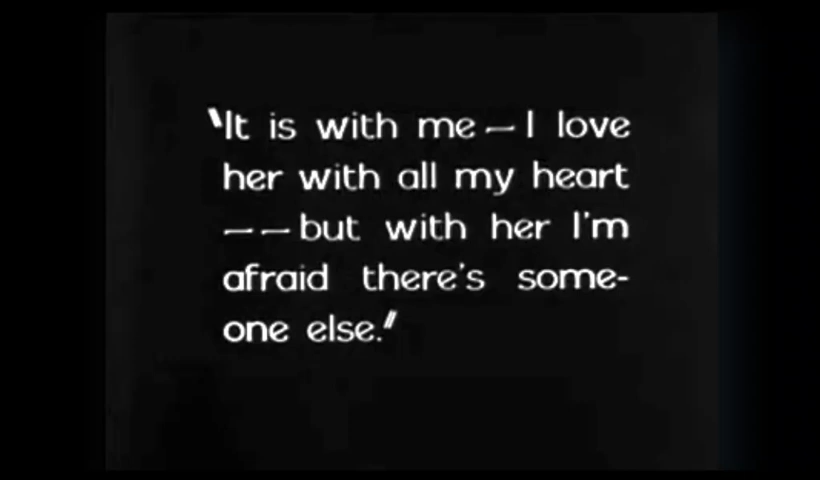 "It is with me — I love
her with all my heart
— — but with her I'm
afraid there's some-
one else."